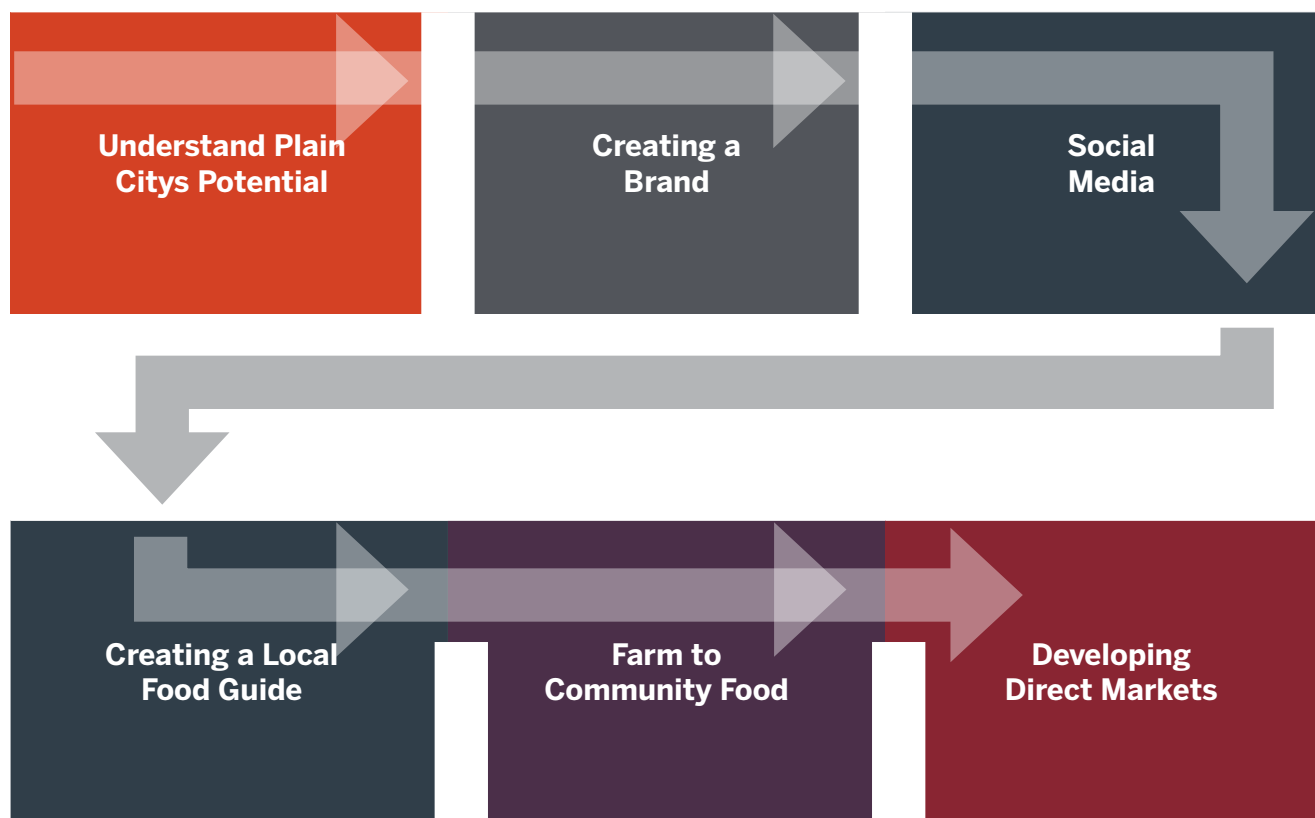 Understand Plain
Citys Potential
Creating a
Brand
Social
Media
Creating a Local
Food Guide
Farm to
Community Food
Developing
Direct Markets